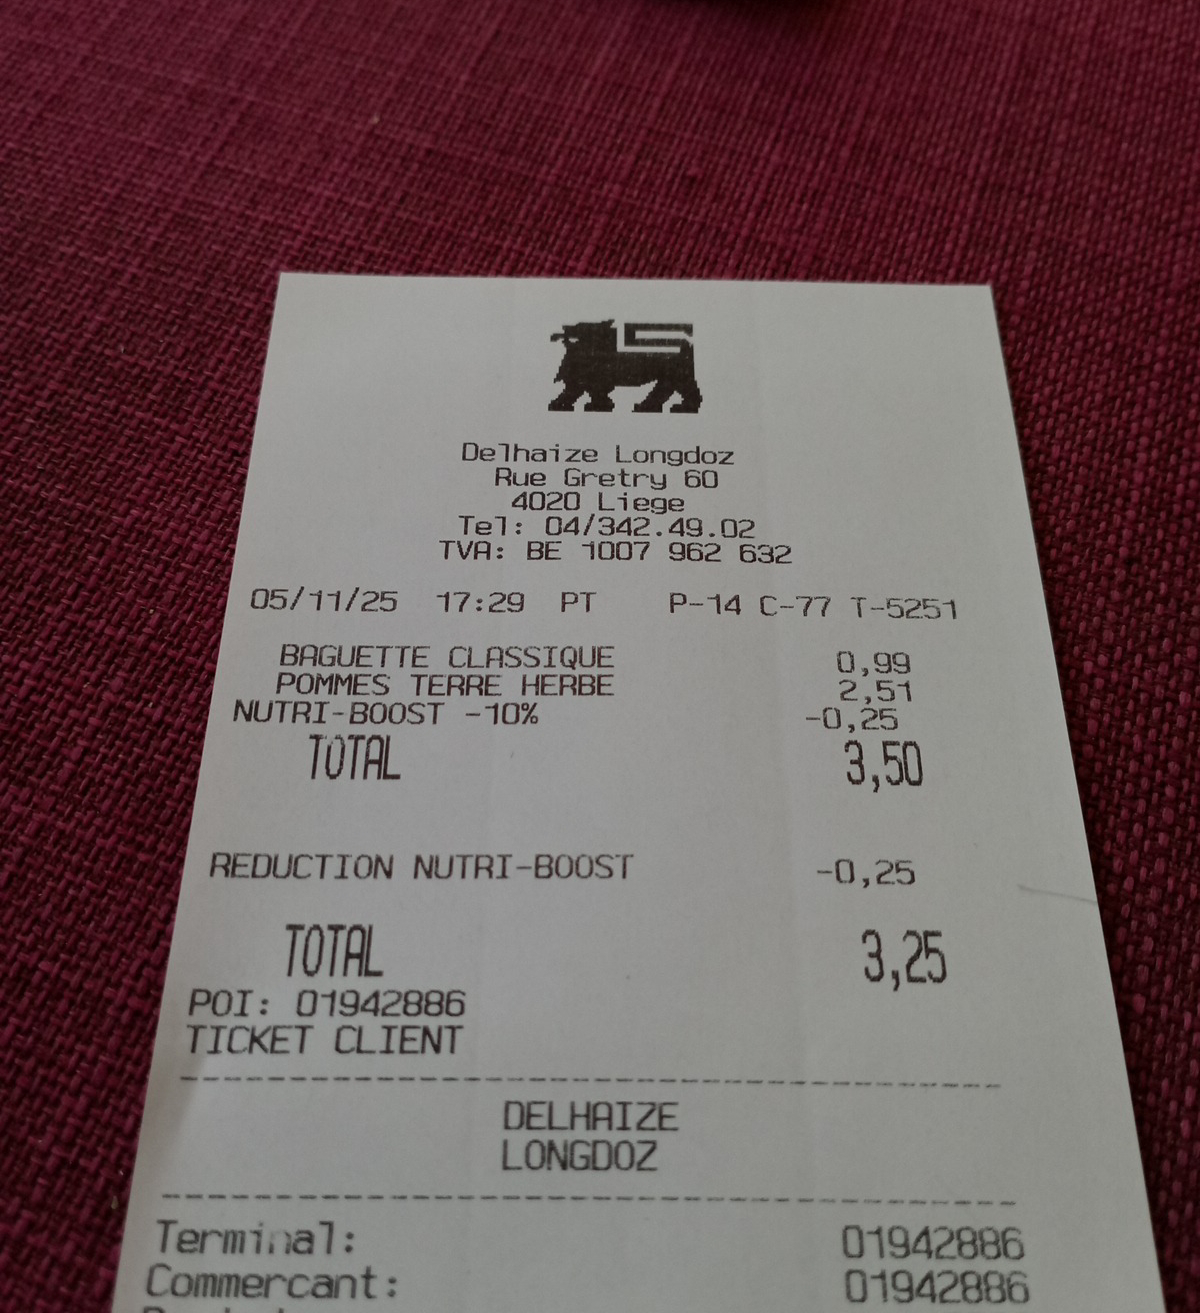 Delhaize Longdoz
Rue Gretry 60
4020 Liege
Tel: 04/342.49.02
TVA: BE 1007 962 632
05/11/25 17:29 PT P-14 C-77 T-5251
BAGUETTE CLASSIQUE 0,99
POMMES TERRE HERBE 2,51
NUTRI-BOOST -10% -0,25
TOTAL 3,50
REDUCTION NUTRI-BOOST -0,25
TOTAL 3,25
POI: 01942886
TICKET CLIENT
DELHAIZE
LONGDOZ
Terminal: 01942886
Commercant: 01942886